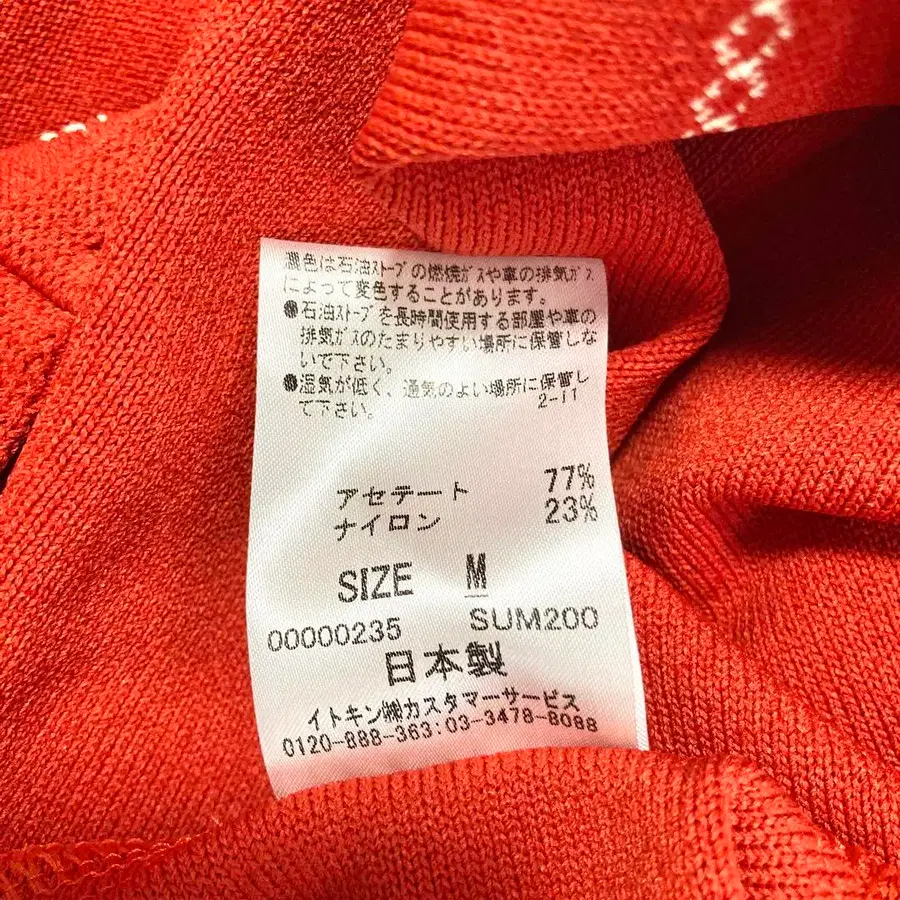 濃色は石油ストーブの燃焼ガスや車の排気ガス
によって変色することがあります。
●石油ストーブを長時間使用する部屋や車の
排気ガスのたまりやすい場所に保管しな
いで下さい。
●湿気が低く、通気のよい場所に保管し
て下さい。 2-11
アセテート 77%
ナイロン 23%
SIZE M
00000235 SUM200
日本製
イトキン㈱カスタマーサービス
0120-888-363:03-3478-8088